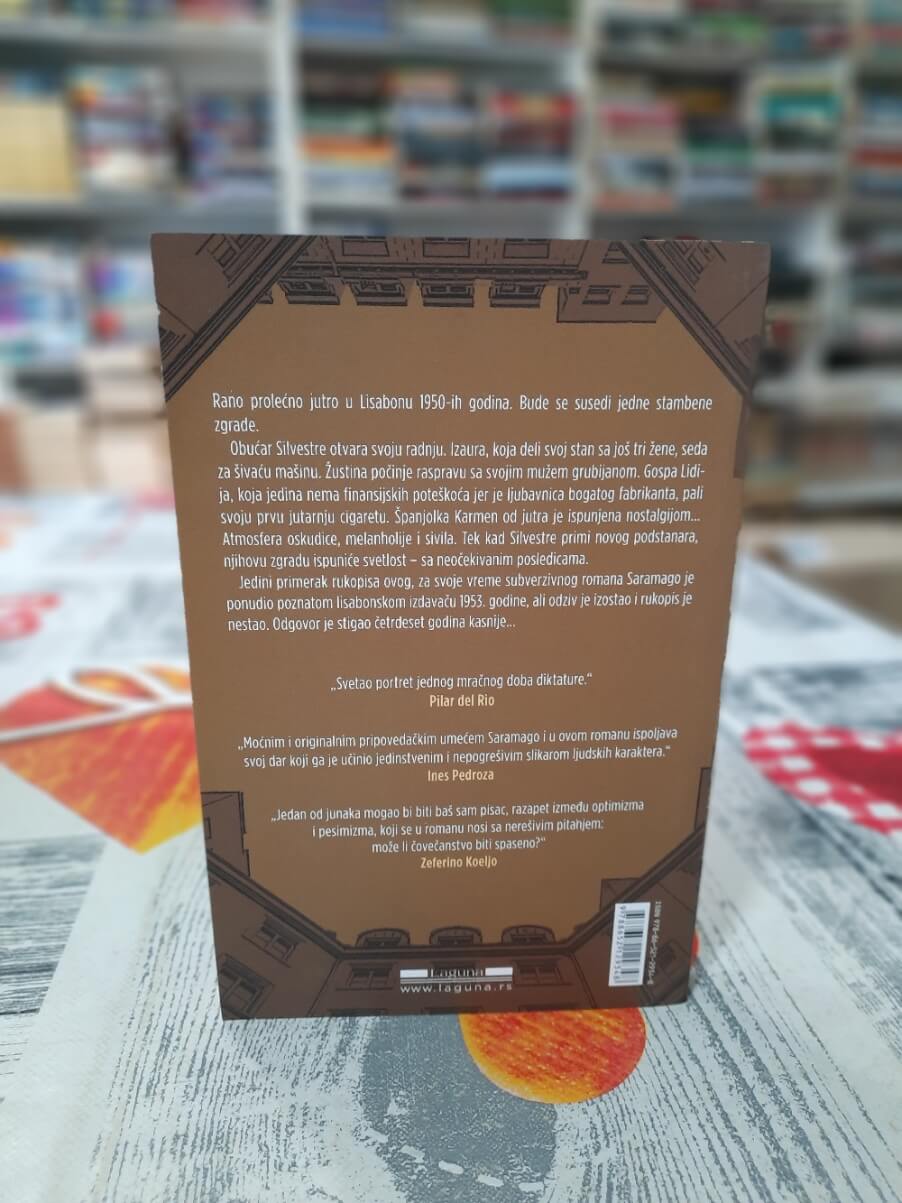 Rano prolećno jutro u Lisabonu 1950-ih godina. Bude se susedi jedne stambene
zgrade.
Obućar Silvestre otvara svoju radnju. Izaura, koja deli svoj stan sa još tri žene, seda
za šivaću mašinu. Žustina počinje raspravu sa svojim mužem grubijanom. Gospa Lidi-
ja, koja jedina nema finansijskih poteškoća jer je ljubavnica bogatog fabrikanta, pali
svoju prvu jutarnju cigaretu. Španjolka Karmen od jutra je ispunjena nostalgijom...
Atmosfera oskudice, melanholije i sivila. Tek kad Silvestre primi novog podstanara,
njihovu zgradu ispuniće svetlost – sa neočekivanim posledicama.
Jedini primerak rukopisa ovog, za svoje vreme subverzivnog romana Saramago je
ponudio poznatom lisabonskom izdavaču 1953. godine, ali odziv je izostao i rukopis je
nestao. Odgovor je stigao četrdeset godina kasnije...
„Svetao portret jednog mračnog doba diktature.“
Pilar del Rio
„Moćnim i originalnim pripovedačkim umećem Saramago i u ovom romanu ispoljava
svoj dar koji ga je učinio jedinstvenim i nepogrešivim slikarom ljudskih karaktera.“
Ines Pedroza
„Jedan od junaka mogao bi biti baš sam pisac, razapet između optimizma
i pesimizma, koji se u romanu nosi sa nerešivim pitanjem:
može li čovečanstvo biti spaseno?“
Zeferino Koeljo
Laguna
www.laguna.rs